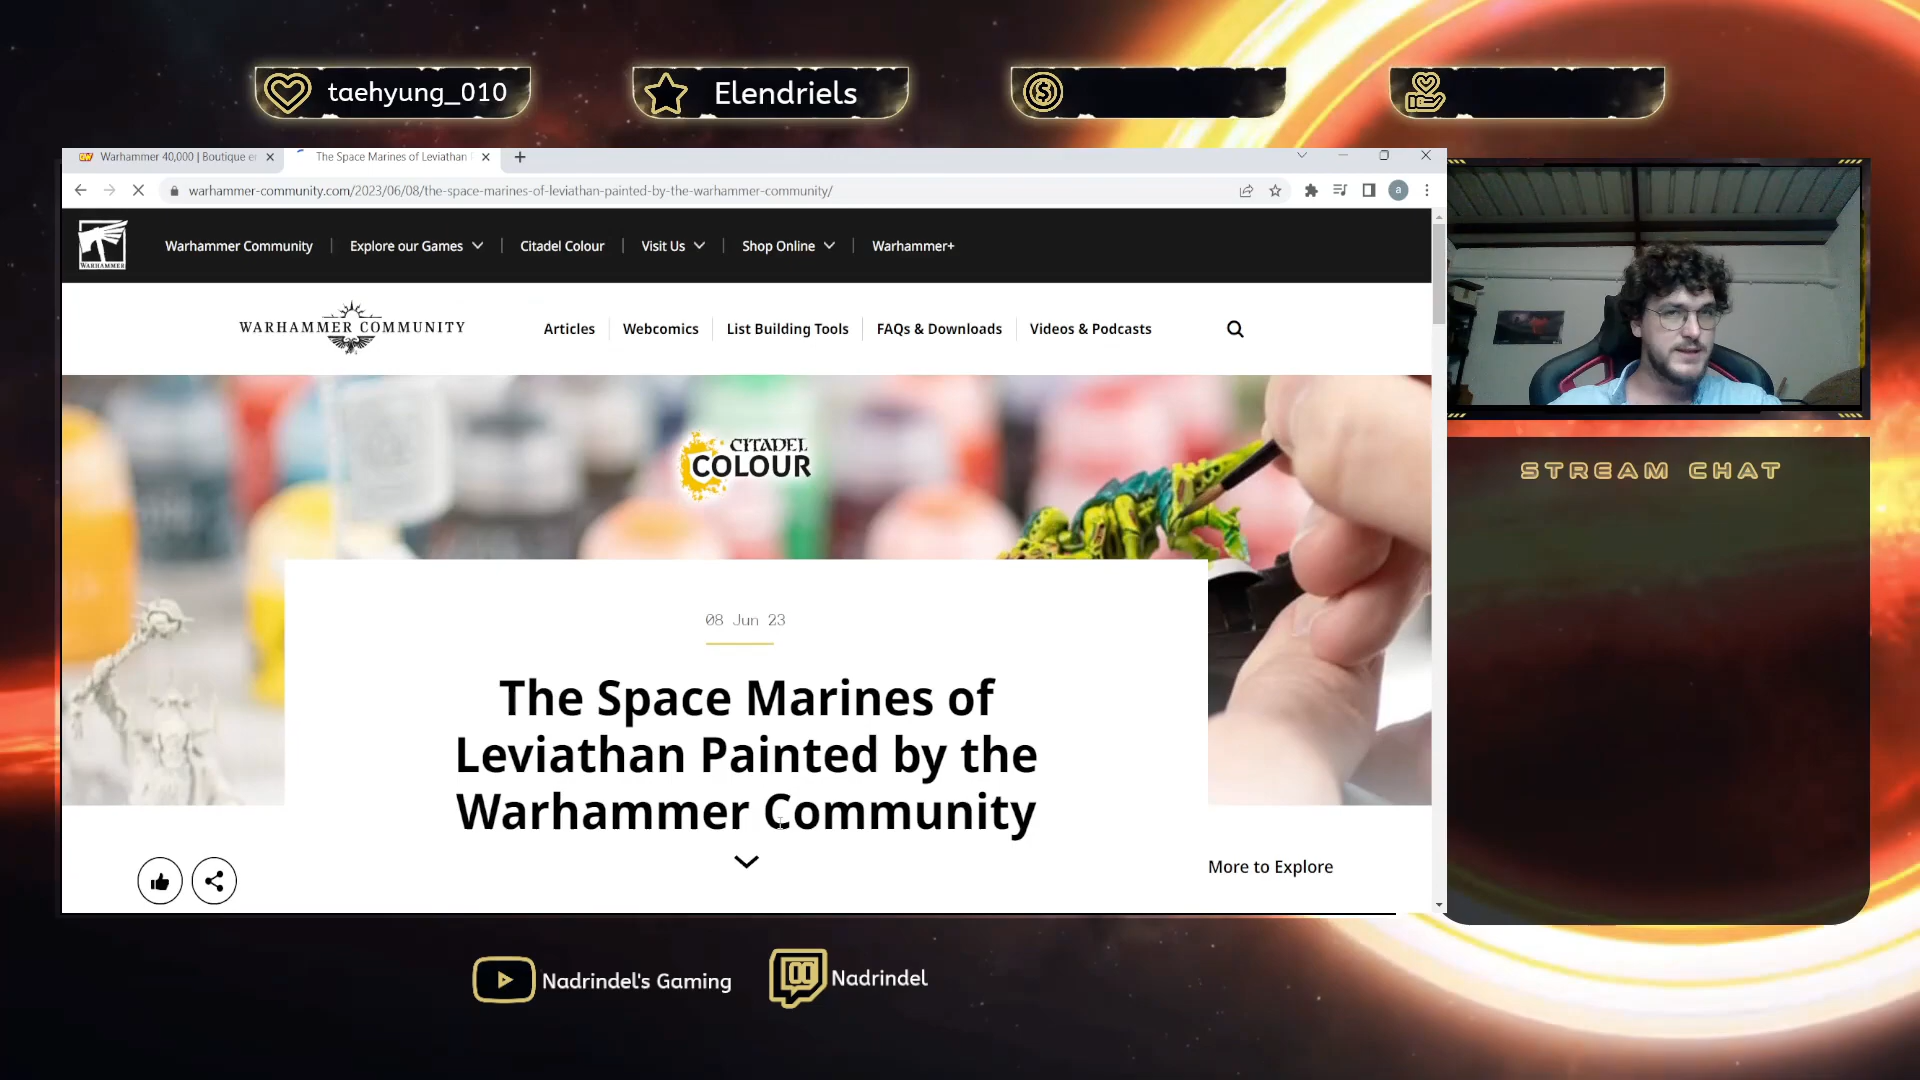 taehyung_010
Elendriels
Warhammer 40,000 | Boutique e
The Space Marines of Leviathan
warhammer-community.com/2023/06/08/the-space-marines-of-leviathan-painted-by-the-warhammer-community/
a
WARHAMMER
Warhammer Community
Explore our Games
Citadel Colour
Visit Us
Shop Online
Warhammer+
WARHAMMER COMMUNITY
Articles
Webcomics
List Building Tools
FAQs & Downloads
Videos & Podcasts
CITADEL
COLOUR
08 Jun 23
The Space Marines of
Leviathan Painted by the
Warhammer Community
More to Explore
STREAM CHAT
Nadrindel's Gaming
Nadrindel